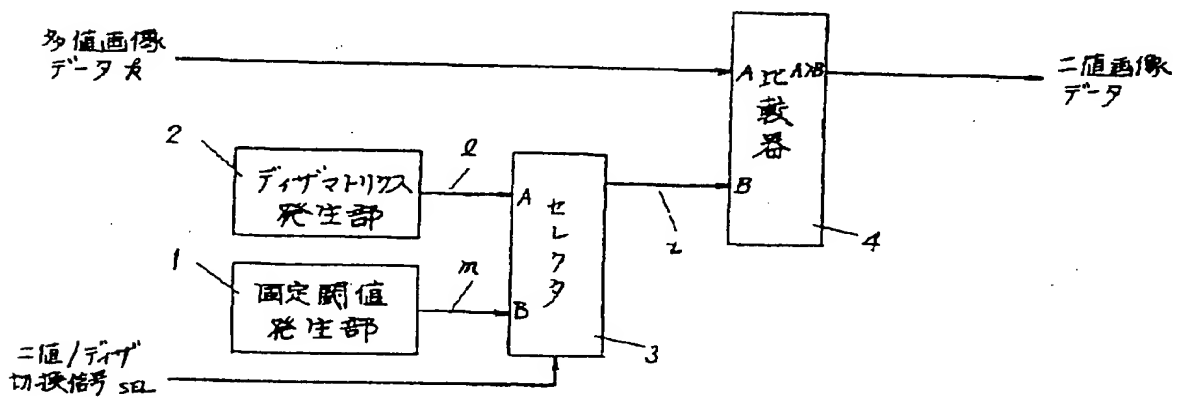 多値画像
データ k
二値画像
データ
A 比較器 A>B
B
4
2
ディザマトリクス
発生部
l
A
セレクタ
i
1
固定閾値
発生部
m
B
3
二値/ディザ
切換信号 SEL